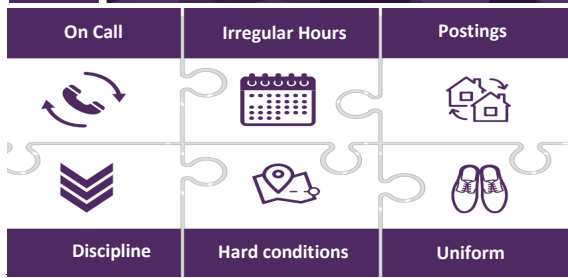 On Call
Irregular Hours
Postings
Discipline
Hard conditions
Uniform